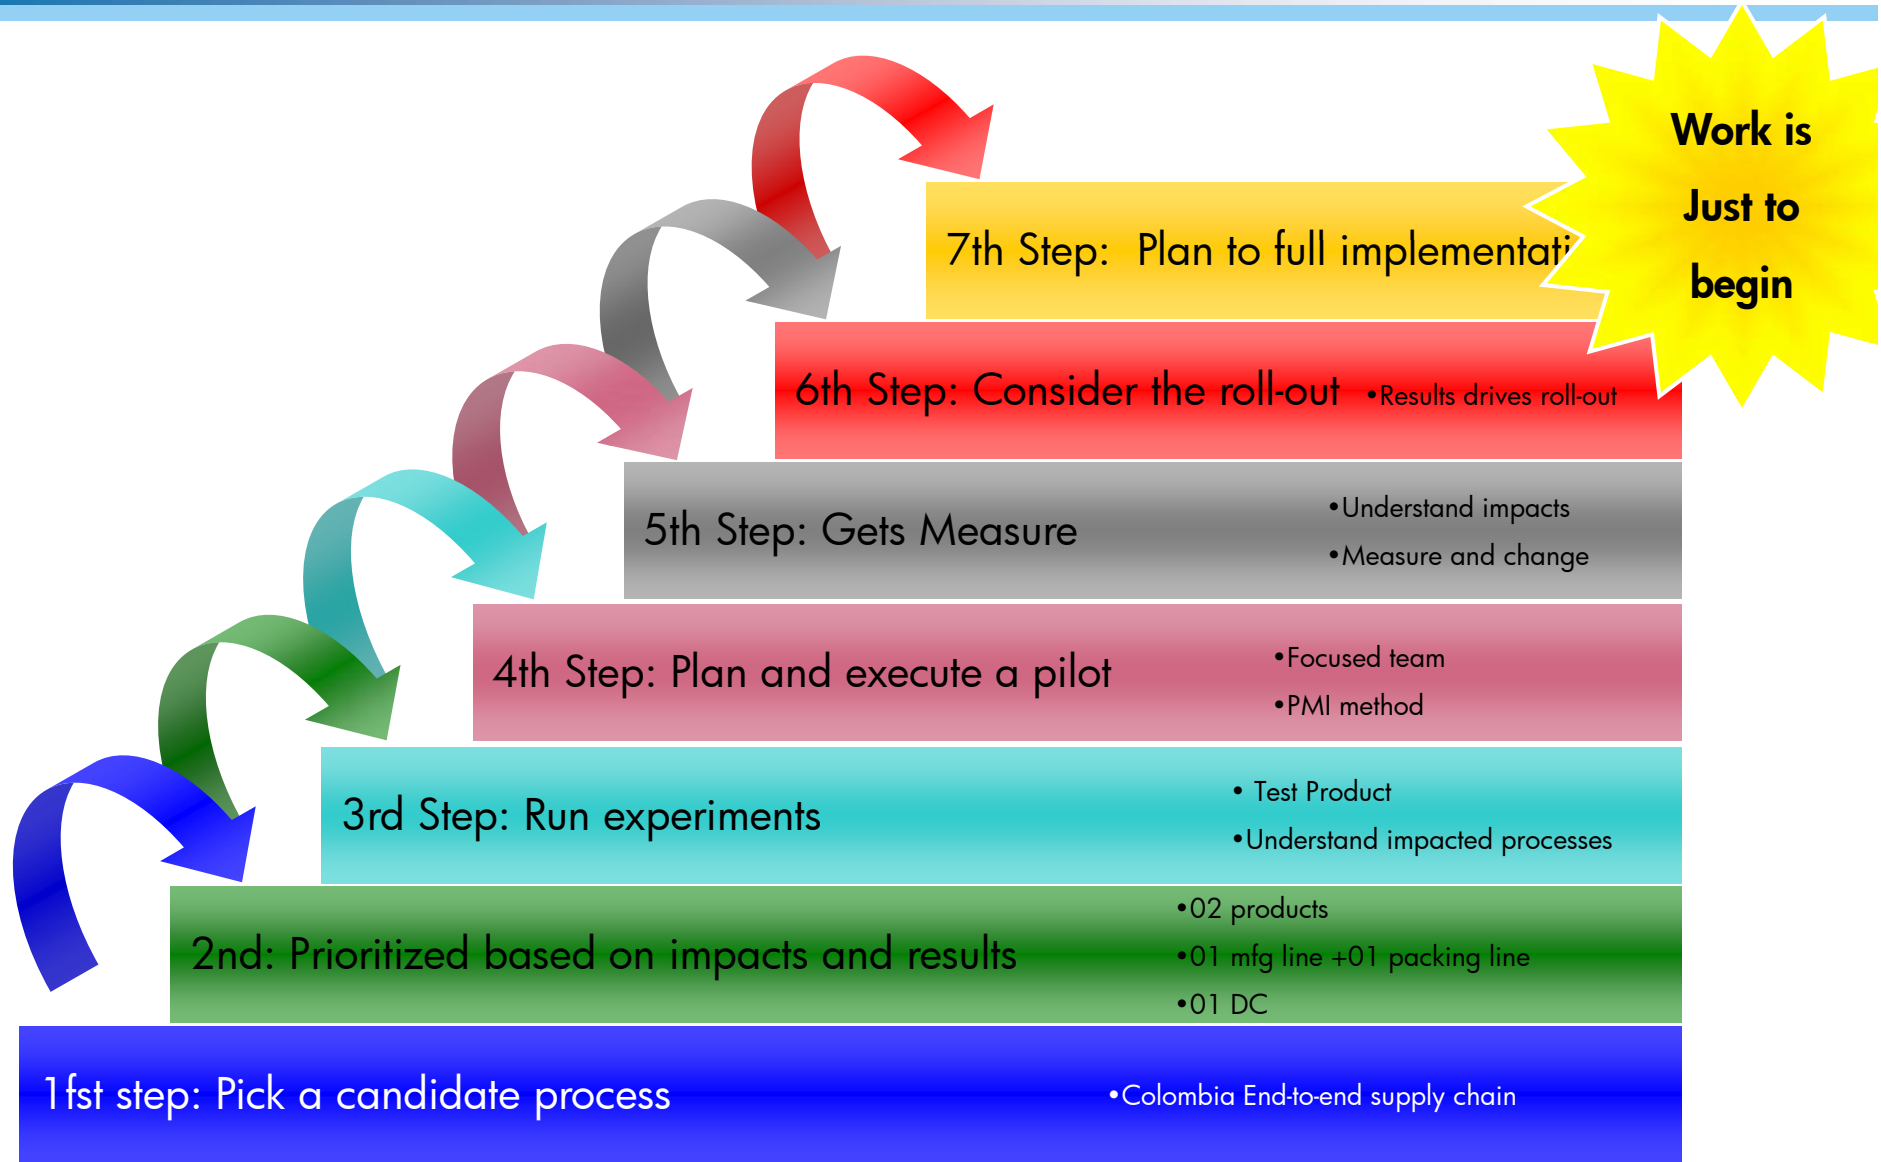 Work is
Just to
begin
7th Step:  Plan to full implementati
6th Step: Consider the roll-out
•Results drives roll-out
5th Step: Gets Measure
•Understand impacts
•Measure and change
4th Step: Plan and execute a pilot
•Focused team
•PMI method
3rd Step: Run experiments
• Test Product
•Understand impacted processes
2nd: Prioritized based on impacts and results
•02 products
•01 mfg line +01 packing line
•01 DC
1fst step: Pick a candidate process
•Colombia End-to-end supply chain